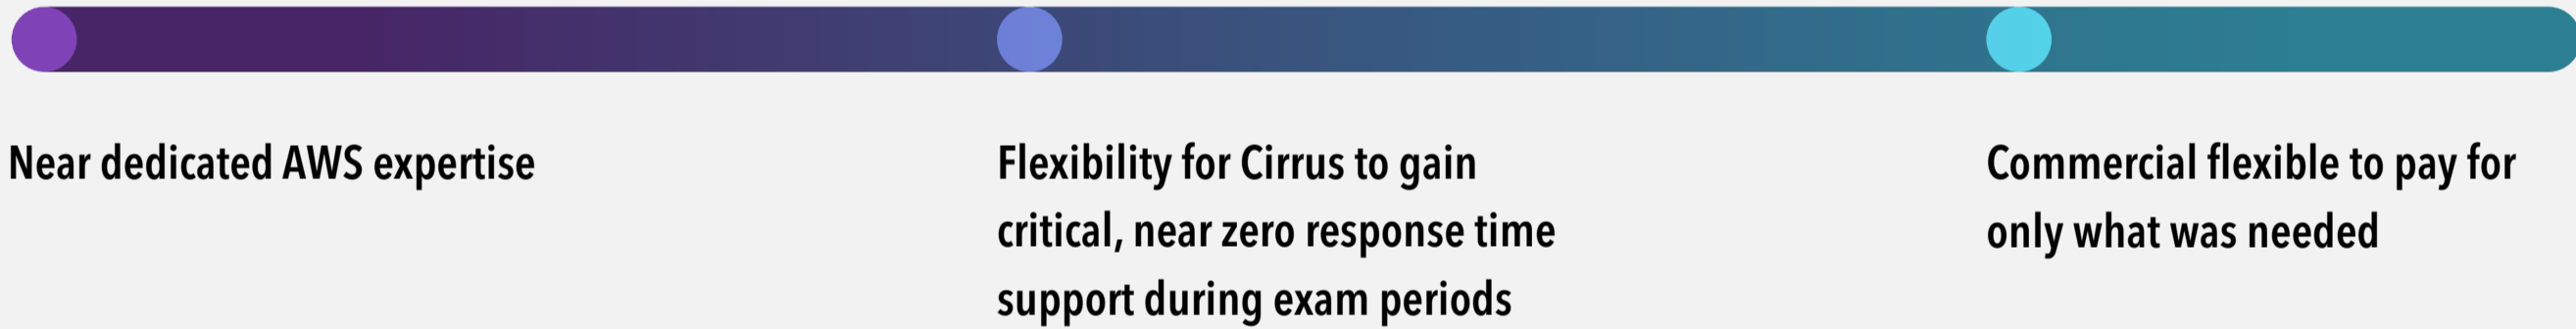 Near dedicated AWS expertise
Flexibility for Cirrus to gain
critical, near zero response time
support during exam periods
Commercial flexible to pay for
only what was needed